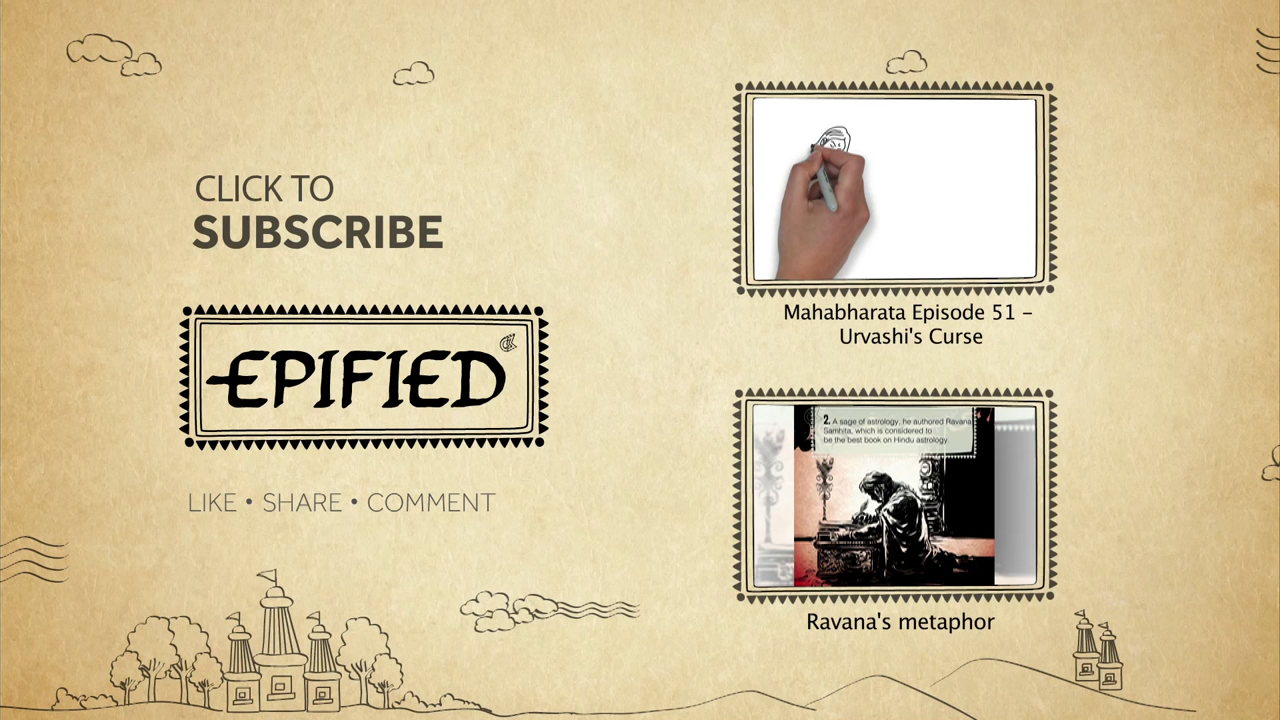 CLICK TO
SUBSCRIBE
EPIFIED
LIKE • SHARE • COMMENT
Mahabharata Episode 51 –
Urvashi's Curse
2. A sage of astrology, he authored Ravana
Samhita, which is considered to
be the best book on Hindu astrology.
Ravana's metaphor